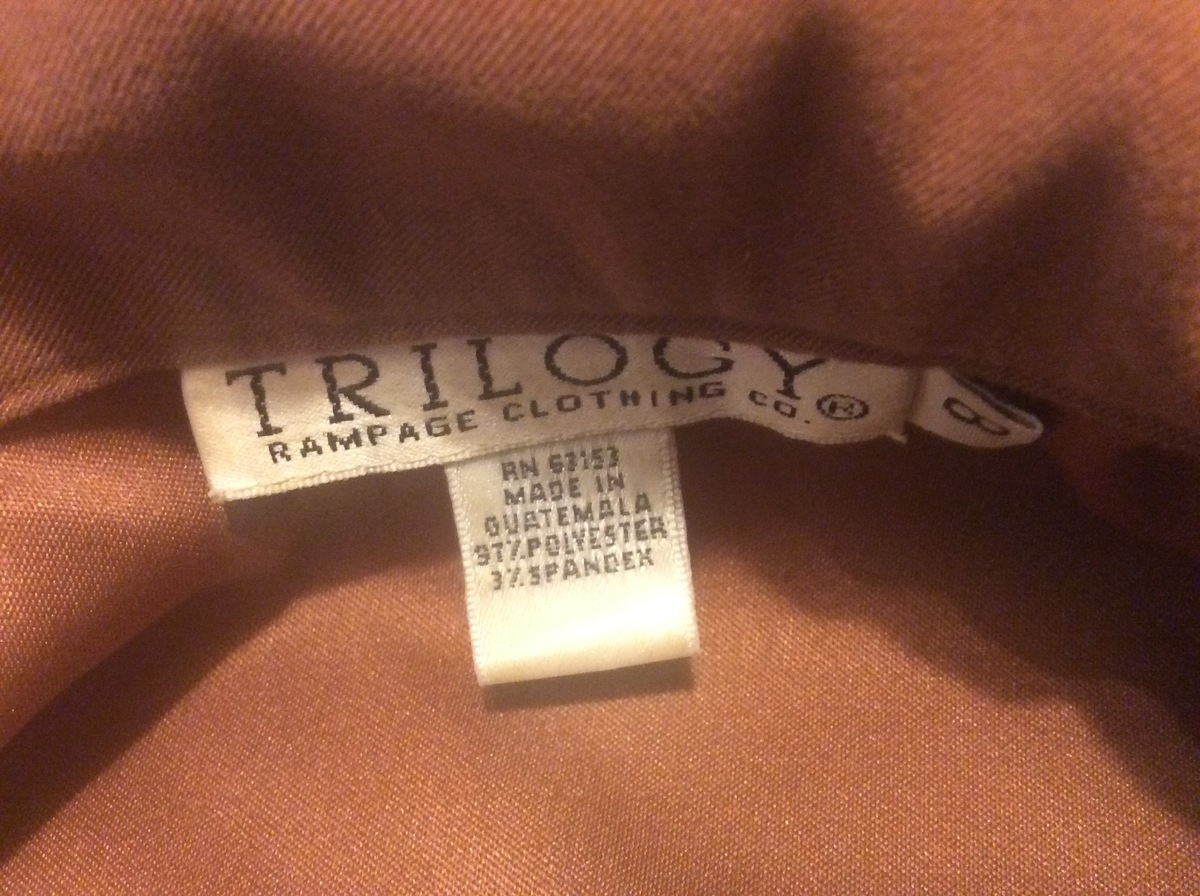 TRILOGY
RAMPAGE CLOTHING CO.®
8
RN 63153
MADE IN
GUATEMALA
97%POLYESTER
3%SPANDEX